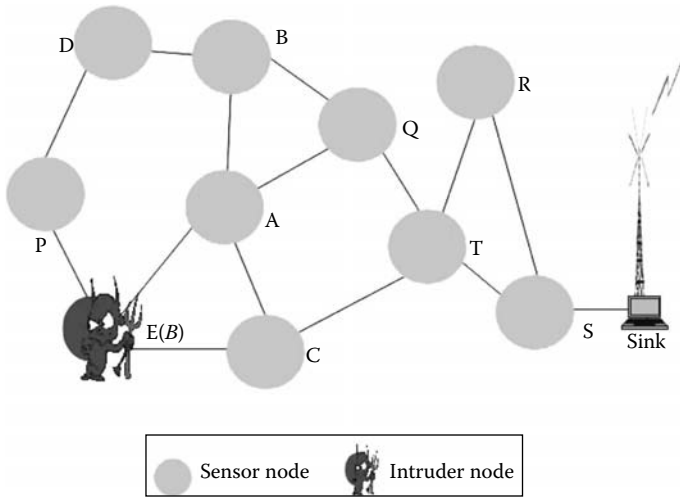 D
B
R
Q
P
A
T
E(B)
C
S
Sink
Sensor node
Intruder node